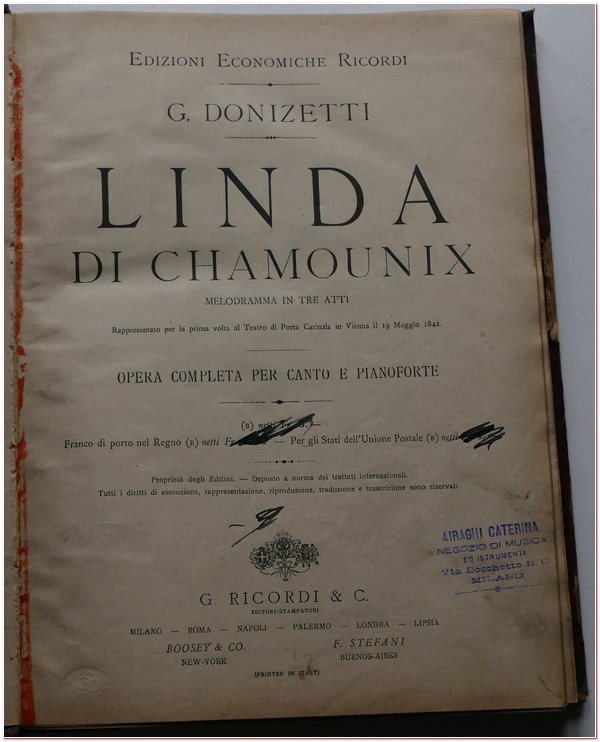 EDIZIONI ECONOMICHE RICORDI
G. DONIZETTI
LINDA
DI CHAMOUNIX
MELODRAMMA IN TRE ATTI
Rappresentato per la prima volta al Teatro di Porta Carinzia in Vienna il 19 Maggio 1842.
OPERA COMPLETA PER CANTO E PIANOFORTE
(B) netti
Franco di porto nel Regno (B) netti — Per gli Stati dell'Unione Postale (B) netti
Proprietà degli Editori. — Deposto a norma dei trattati internazionali.
Tutti i diritti di esecuzione, rappresentazione, riproduzione, traduzione e trascrizione sono riservati.
AIRAGHI CATERINA
NEGOZIO DI MUSICA
ED ISTRUMENTI
Via Bocchetto N.
MILANO
G. RICORDI & C.
EDITORI-STAMPATORI
MILANO — ROMA — NAPOLI — PALERMO — LONDRA — LIPSIA
BOOSEY & CO. F. STEFANI
NEW-YORK BUENOS-AIRES
(PRINTED IN ITALY)